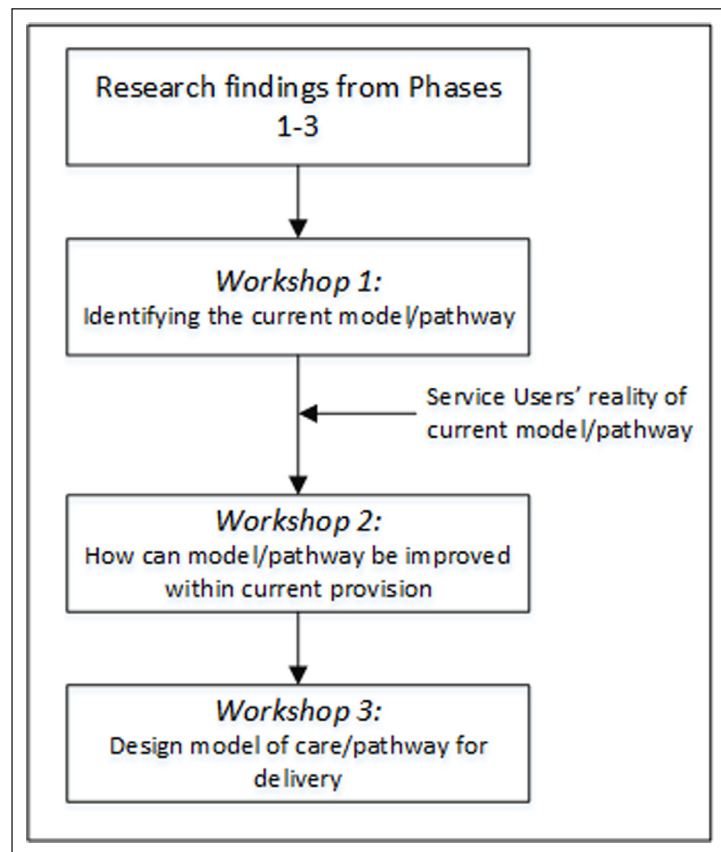 Research findings from Phases
1-3
Workshop 1:
Identifying the current model/pathway
Service Users’ reality of
current model/pathway
Workshop 2:
How can model/pathway be improved
within current provision
Workshop 3:
Design model of care/pathway for
delivery